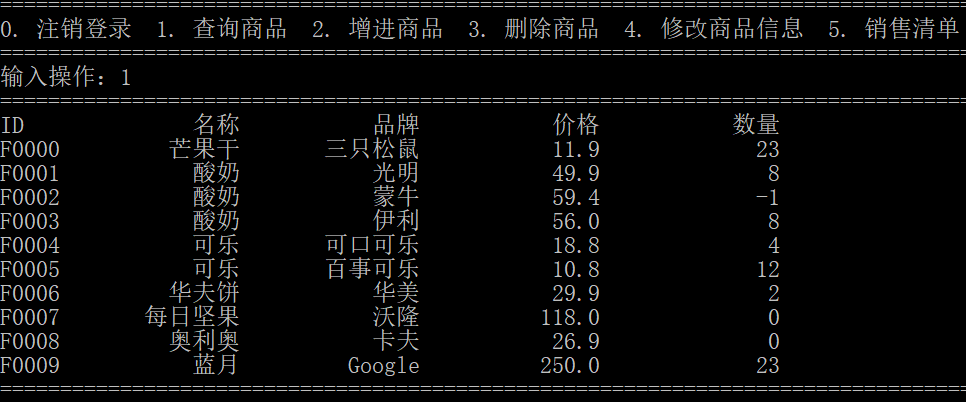 0. 注销登录 1. 查询商品 2. 增进商品 3. 删除商品 4. 修改商品信息 5. 销售清单
输入操作: 1
ID 名称 品牌 价格 数量
F0000 芒果干 三只松鼠 11.9 23
F0001 酸奶 光明 49.9 8
F0002 酸奶 蒙牛 59.4 -1
F0003 酸奶 伊利 56.0 8
F0004 可乐 可口可乐 18.8 4
F0005 可乐 百事可乐 10.8 12
F0006 华夫饼 华美 29.9 2
F0007 每日坚果 沃隆 118.0 0
F0008 奥利奥 卡夫 26.9 0
F0009 蓝月 Google 250.0 23